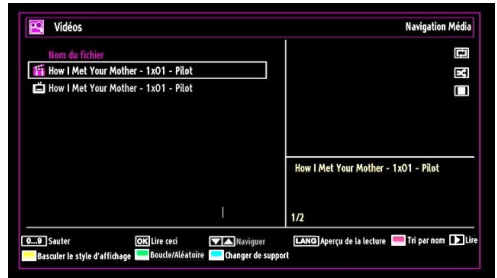 Vidéos Navigation Média
Nom du fichier
How I Met Your Mother - 1x01 - Pilot
How I Met Your Mother - 1x01 - Pilot
How I Met Your Mother - 1x01 - Pilot
1/2
0...9 Sauter OK Lire ceci Naviguer LANG Aperçu de la lecture Tri par nom Lire
Basculer le style d'affichage Boucle/Aléatoire Changer de support